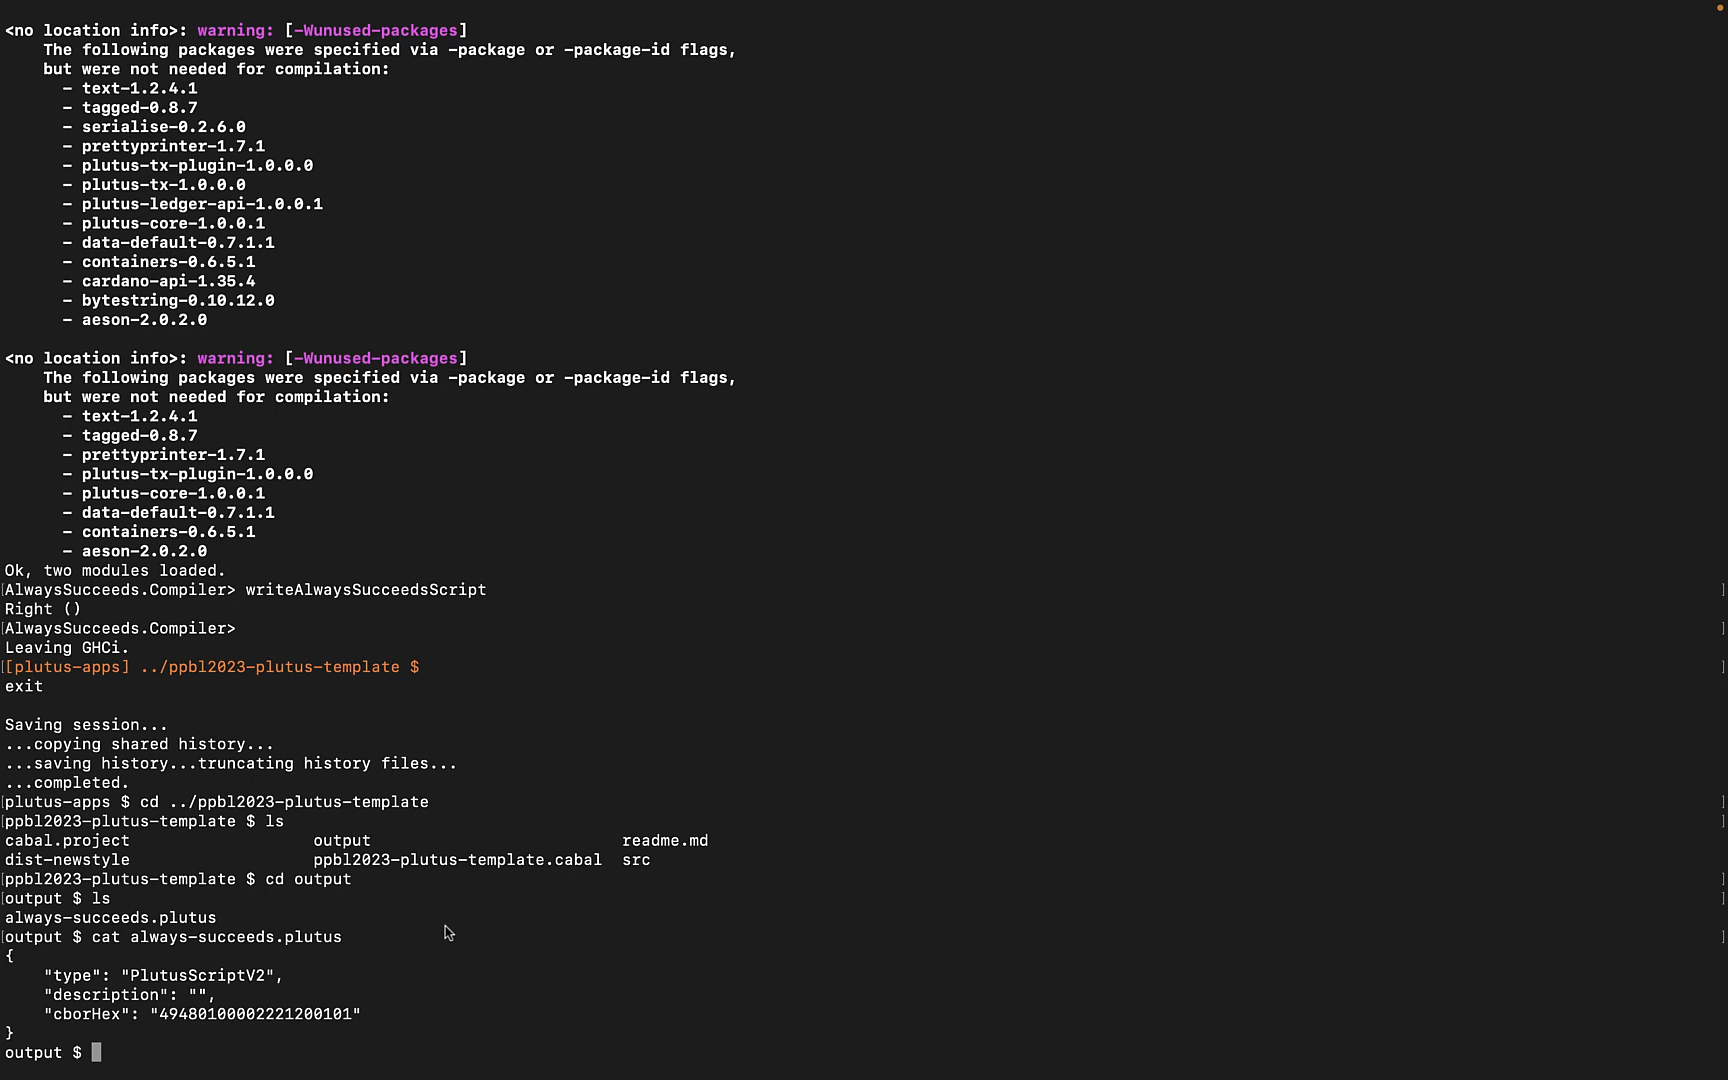 <no location info>: warning: [-Wunused-packages]
    The following packages were specified via -package or -package-id flags,
    but were not needed for compilation:
      - text-1.2.4.1
      - tagged-0.8.7
      - serialise-0.2.6.0
      - prettyprinter-1.7.1
      - plutus-tx-plugin-1.0.0.0
      - plutus-tx-1.0.0.0
      - plutus-ledger-api-1.0.0.1
      - plutus-core-1.0.0.1
      - data-default-0.7.1.1
      - containers-0.6.5.1
      - cardano-api-1.35.4
      - bytestring-0.10.12.0
      - aeson-2.0.2.0
<no location info>: warning: [-Wunused-packages]
    The following packages were specified via -package or -package-id flags,
    but were not needed for compilation:
      - text-1.2.4.1
      - tagged-0.8.7
      - prettyprinter-1.7.1
      - plutus-tx-plugin-1.0.0.0
      - plutus-core-1.0.0.1
      - data-default-0.7.1.1
      - containers-0.6.5.1
      - aeson-2.0.2.0
Ok, two modules loaded.
[AlwaysSucceeds.Compiler> writeAlwaysSucceedsScript ]
Right ()
[AlwaysSucceeds.Compiler> ]
Leaving GHCi.
[[plutus-apps] ../ppbl2023-plutus-template $ ]
exit
Saving session...
...copying shared history...
...saving history...truncating history files...
...completed.
[plutus-apps $ cd ../ppbl2023-plutus-template ]
[ppbl2023-plutus-template $ ls ]
cabal.project output readme.md
dist-newstyle ppbl2023-plutus-template.cabal src
[ppbl2023-plutus-template $ cd output ]
[output $ ls ]
always-succeeds.plutus
[output $ cat always-succeeds.plutus ]
{
    "type": "PlutusScriptV2",
    "description": "",
    "cborHex": "49480100002221200101"
}
output $